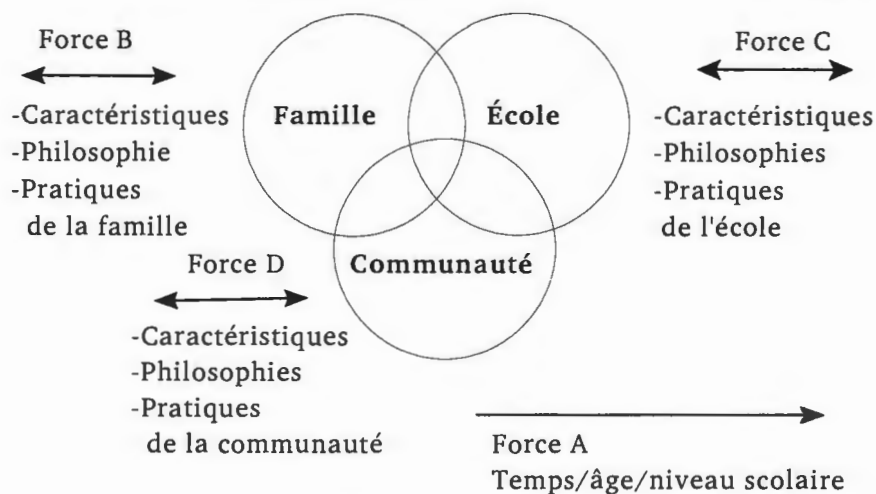 Force B
-Caractéristiques
-Philosophie
-Pratiques
de la famille
Famille
École
Communauté
Force C
-Caractéristiques
-Philosophies
-Pratiques
de l'école
Force D
-Caractéristiques
-Philosophies
-Pratiques
de la communauté
Force A
Temps/âge/niveau scolaire